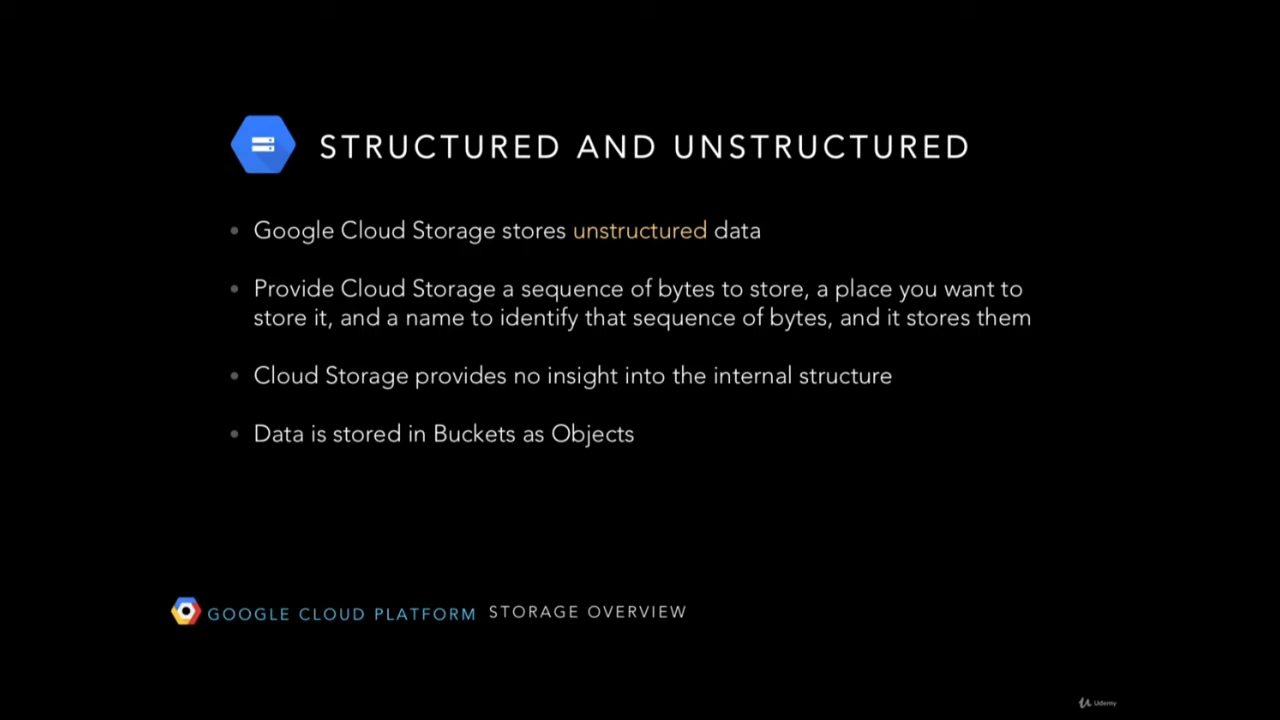 STRUCTURED AND UNSTRUCTURED
• Google Cloud Storage stores unstructured data
• Provide Cloud Storage a sequence of bytes to store, a place you want to
store it, and a name to identify that sequence of bytes, and it stores them
• Cloud Storage provides no insight into the internal structure
• Data is stored in Buckets as Objects
GOOGLE CLOUD PLATFORM STORAGE OVERVIEW
Udemy